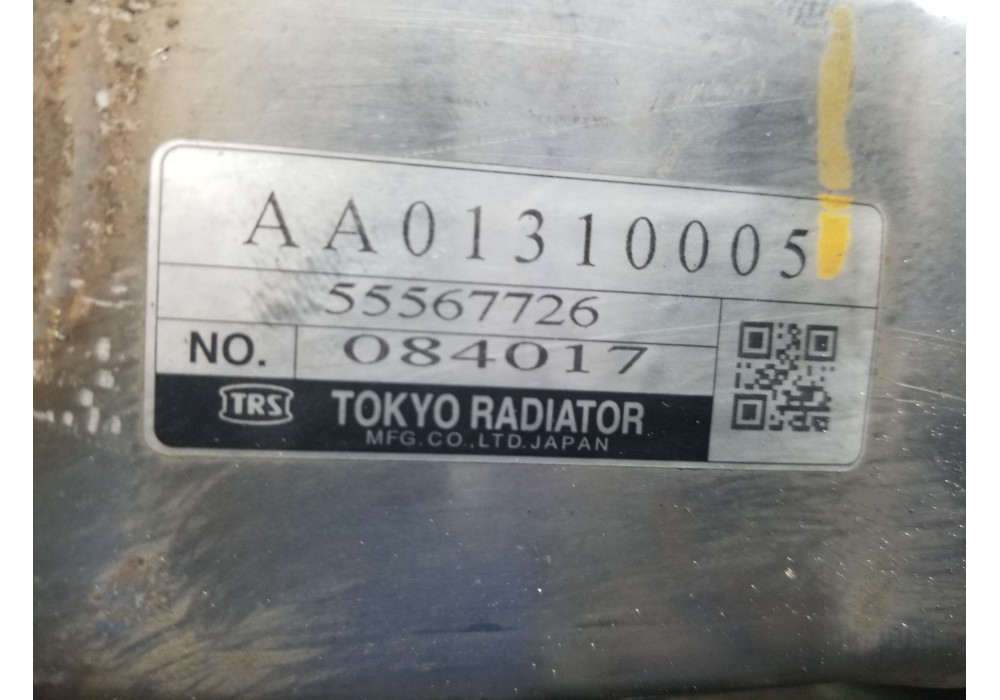 AA01310005
55567726
NO. 084017
TRS TOKYO RADIATOR
MFG.CO.,LTD.JAPAN